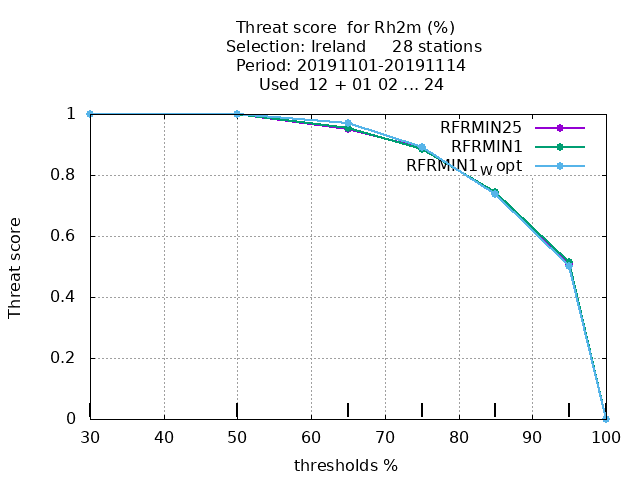 Threat score for Rh2m (%)
Selection: Ireland 28 stations
Period: 20191101-20191114
Used 12 + 01 02 ... 24
RFRMIN25
RFRMIN1
RFRMIN1w opt
1
0.8
0.6
0.4
0.2
0
Threat score
30 40 50 60 70 80 90 100
thresholds %